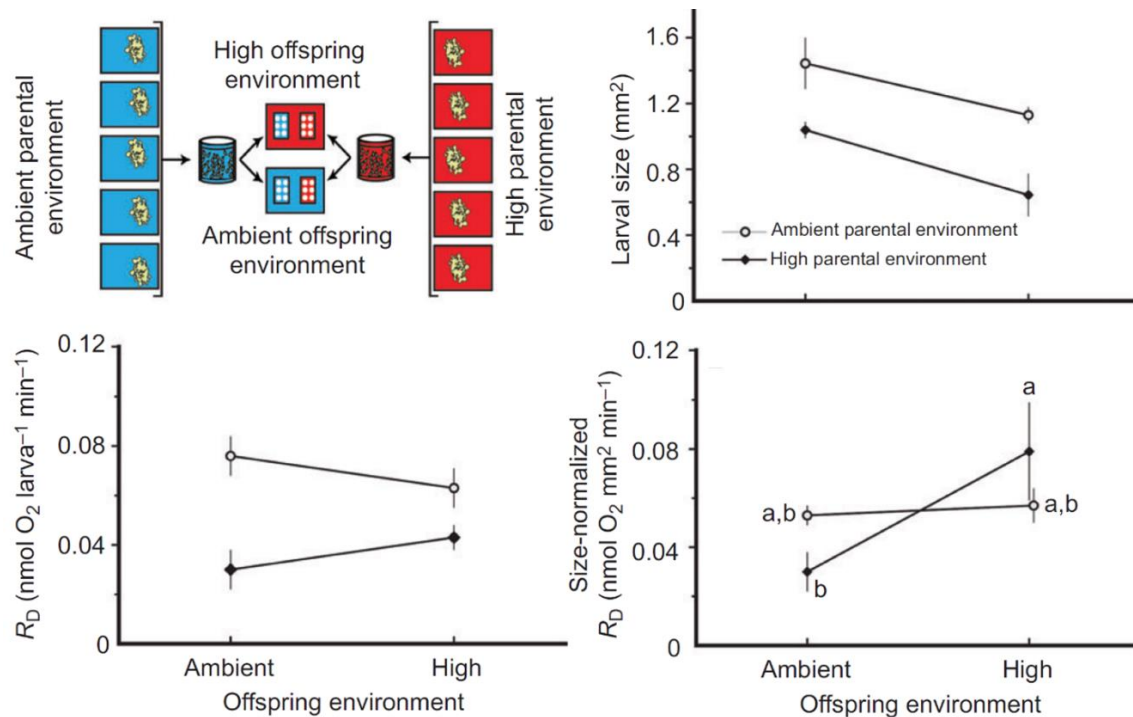 Ambient parental
environment
High offspring
environment
Ambient offspring
environment
High parental
environment
Larval size (mm²)
1.6
1.2
0.8
0.4
0
Ambient parental environment
High parental environment
R_D (nmol O₂ larva⁻¹ min⁻¹)
0.12
0.08
0.04
0
Ambient
High
Offspring environment
Size-normalized
R_D (nmol O₂ mm² min⁻¹)
0.12
0.08
0.04
0
a,b
b
a
a,b
Ambient
High
Offspring environment